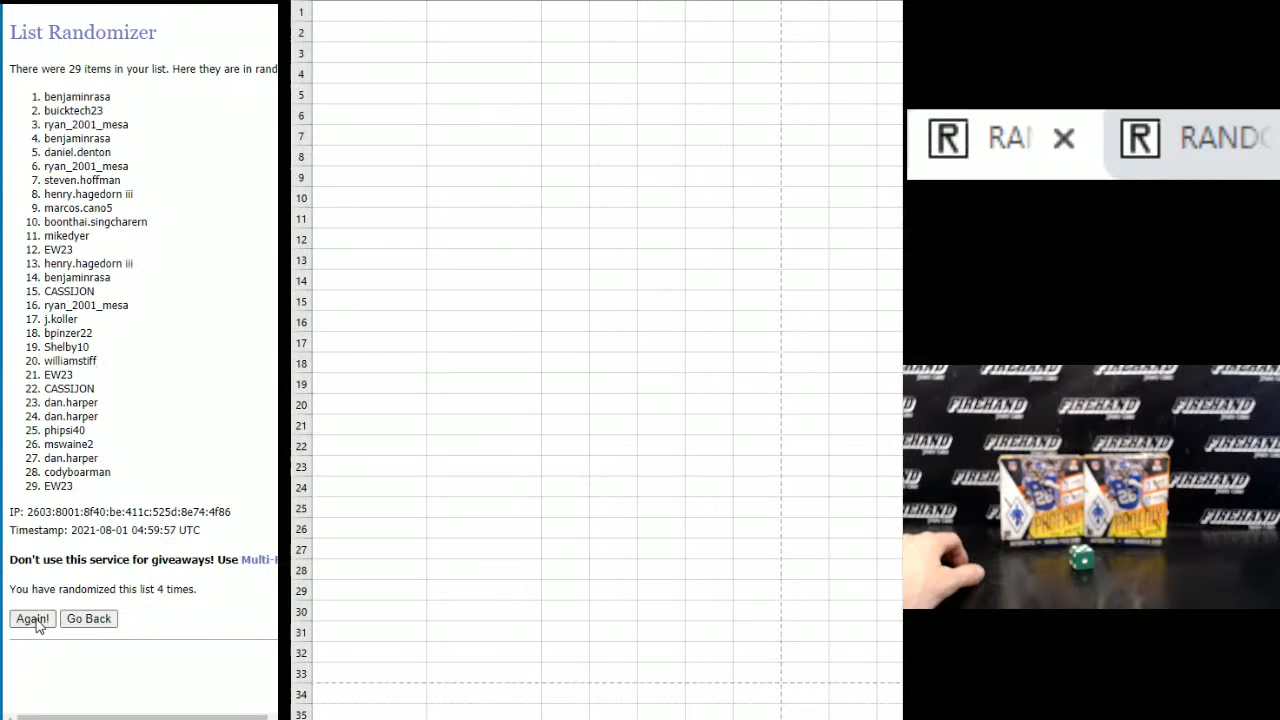 List Randomizer
There were 29 items in your list. Here they are in rand
1. benjaminrasa
2. buicktech23
3. ryan_2001_mesa
4. benjaminrasa
5. daniel.denton
6. ryan_2001_mesa
7. steven.hoffman
8. henry.hagedorn iii
9. marcos.cano5
10. boonthai.singcharern
11. mikedyer
12. EW23
13. henry.hagedorn iii
14. benjaminrasa
15. CASSIJON
16. ryan_2001_mesa
17. j.koller
18. bpinzer22
19. Shelby10
20. williamstiff
21. EW23
22. CASSIJON
23. dan.harper
24. dan.harper
25. phipsi40
26. mswaine2
27. dan.harper
28. codyboarman
29. EW23
IP: 2603:8001:8f40:be:411c:525d:8e74:4f86
Timestamp: 2021-08-01 04:59:57 UTC
Don't use this service for giveaways! Use Multi-
You have randomized this list 4 times.
Again! Go Back
1
2
3
4
5
6
7
8
9
10
11
12
13
14
15
16
17
18
19
20
21
22
23
24
25
26
27
28
29
30
31
32
33
34
35
R RA R RAND
FIREHAND FIREHAND
FIREHAND FIREHAND FIREHAND
PHOENIX PHOENIX